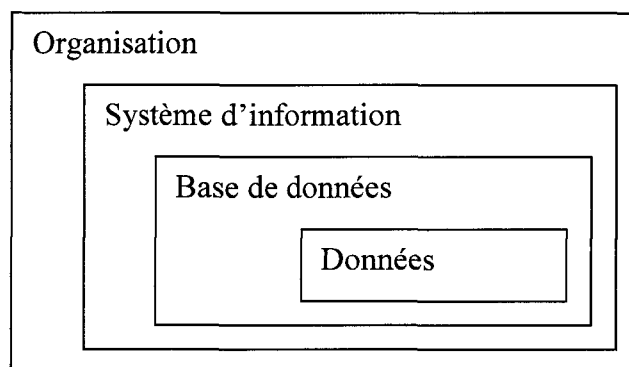 Organisation
Système d'information
Base de données
Données